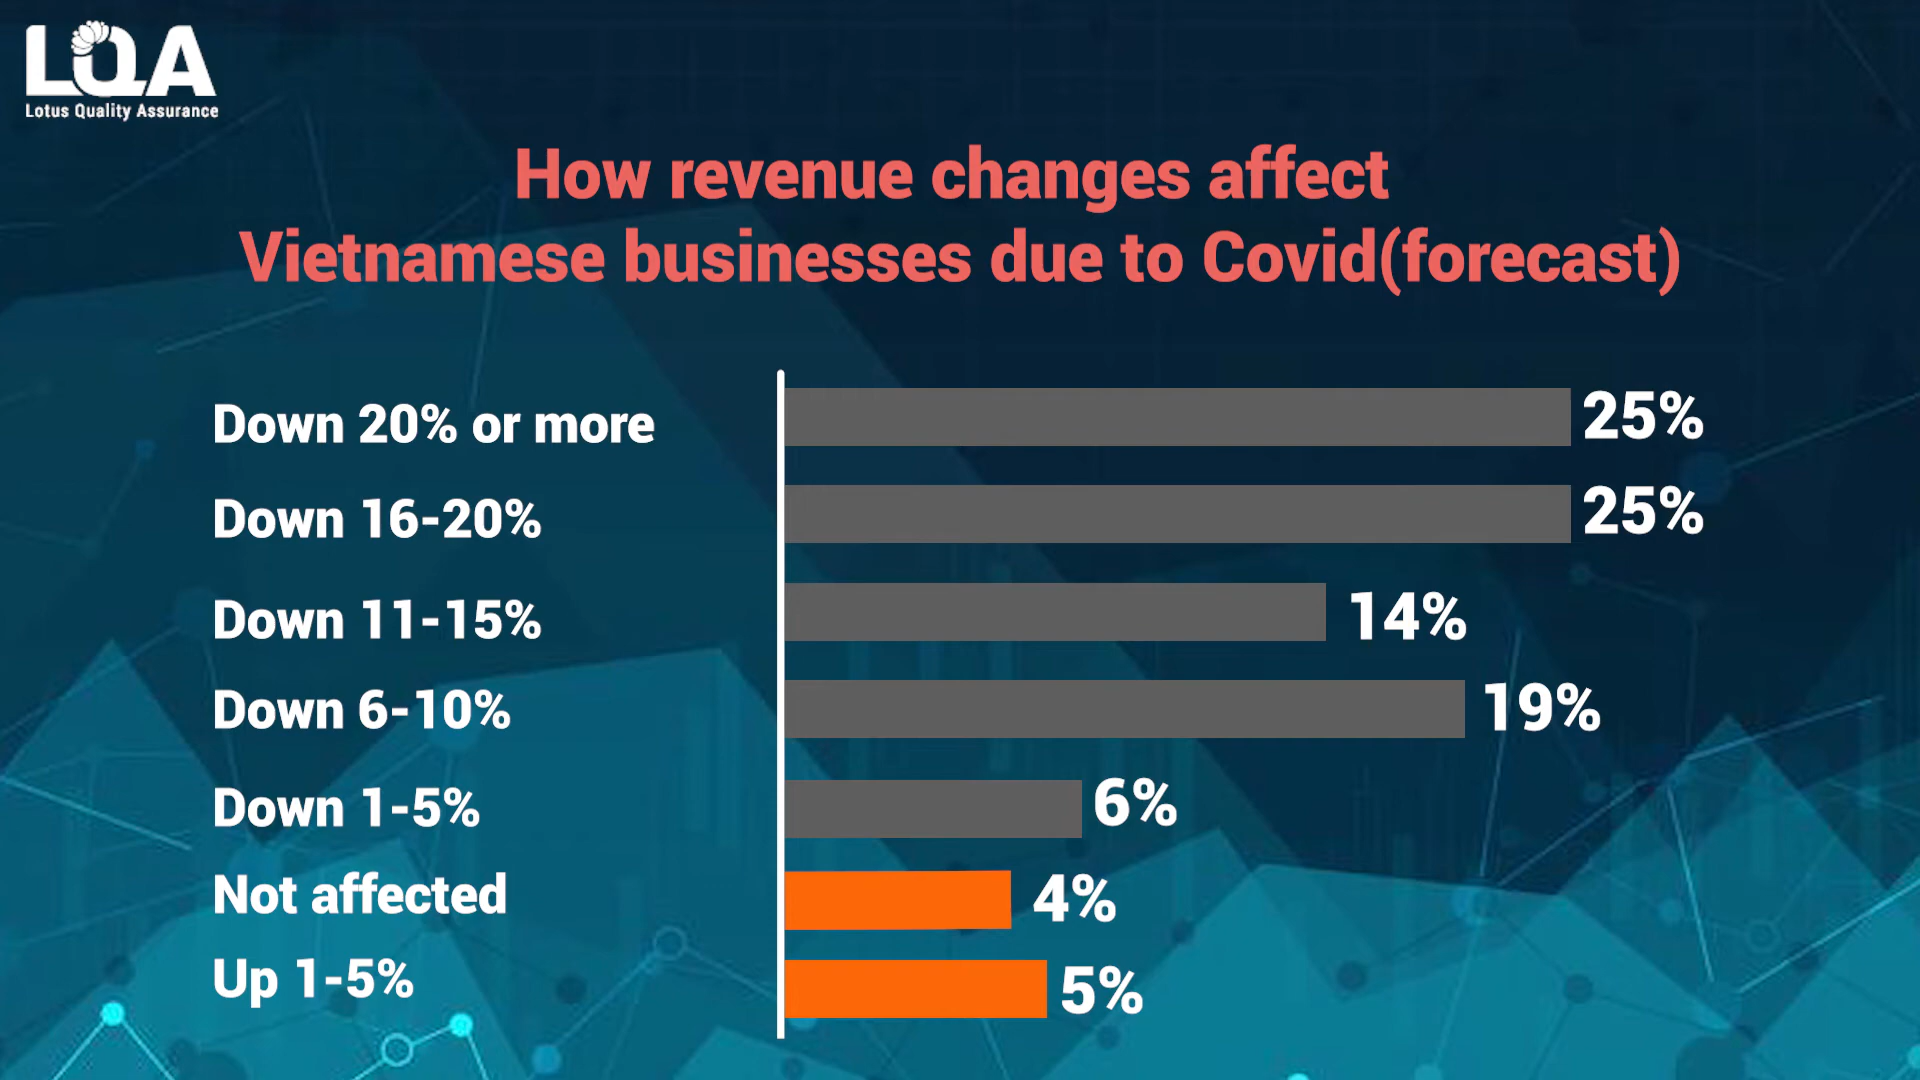 LQA
Lotus Quality Assurance
How revenue changes affect
Vietnamese businesses due to Covid(forecast)
Down 20% or more 25%
Down 16-20% 25%
Down 11-15% 14%
Down 6-10% 19%
Down 1-5% 6%
Not affected 4%
Up 1-5% 5%